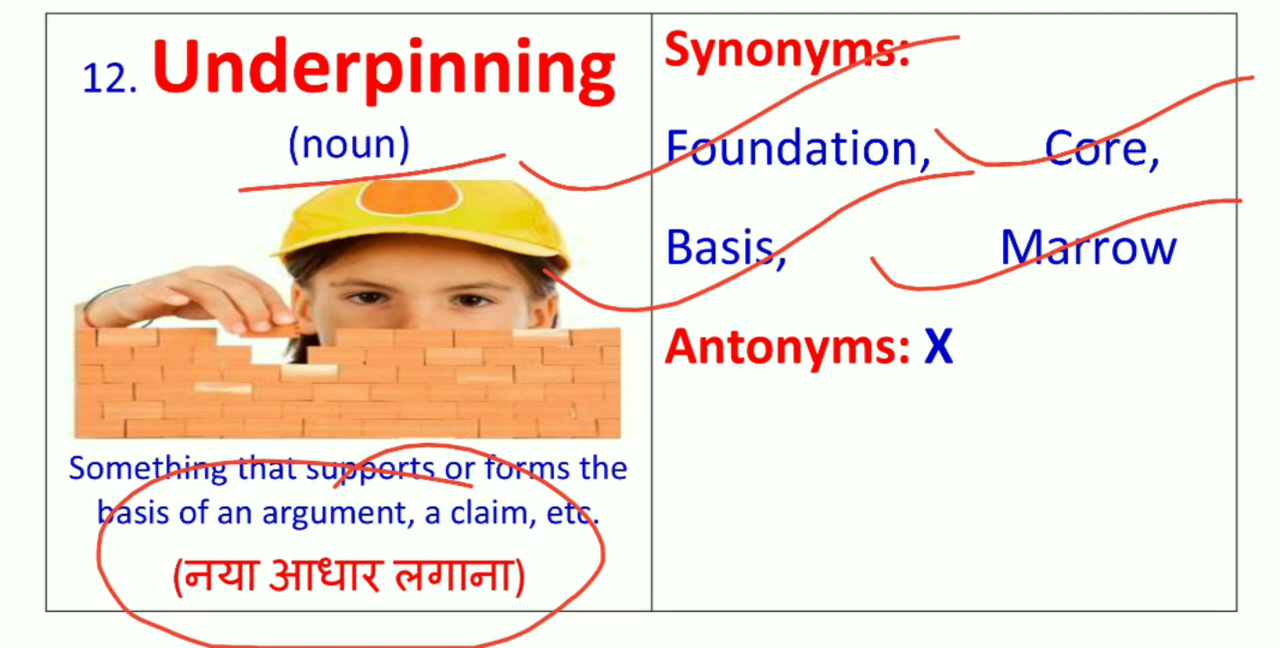 12. Underpinning
(noun)
Something that supports or forms the
basis of an argument, a claim, etc.
(नया आधार लगाना)
Synonyms:
Foundation, Core,
Basis, Marrow
Antonyms: X